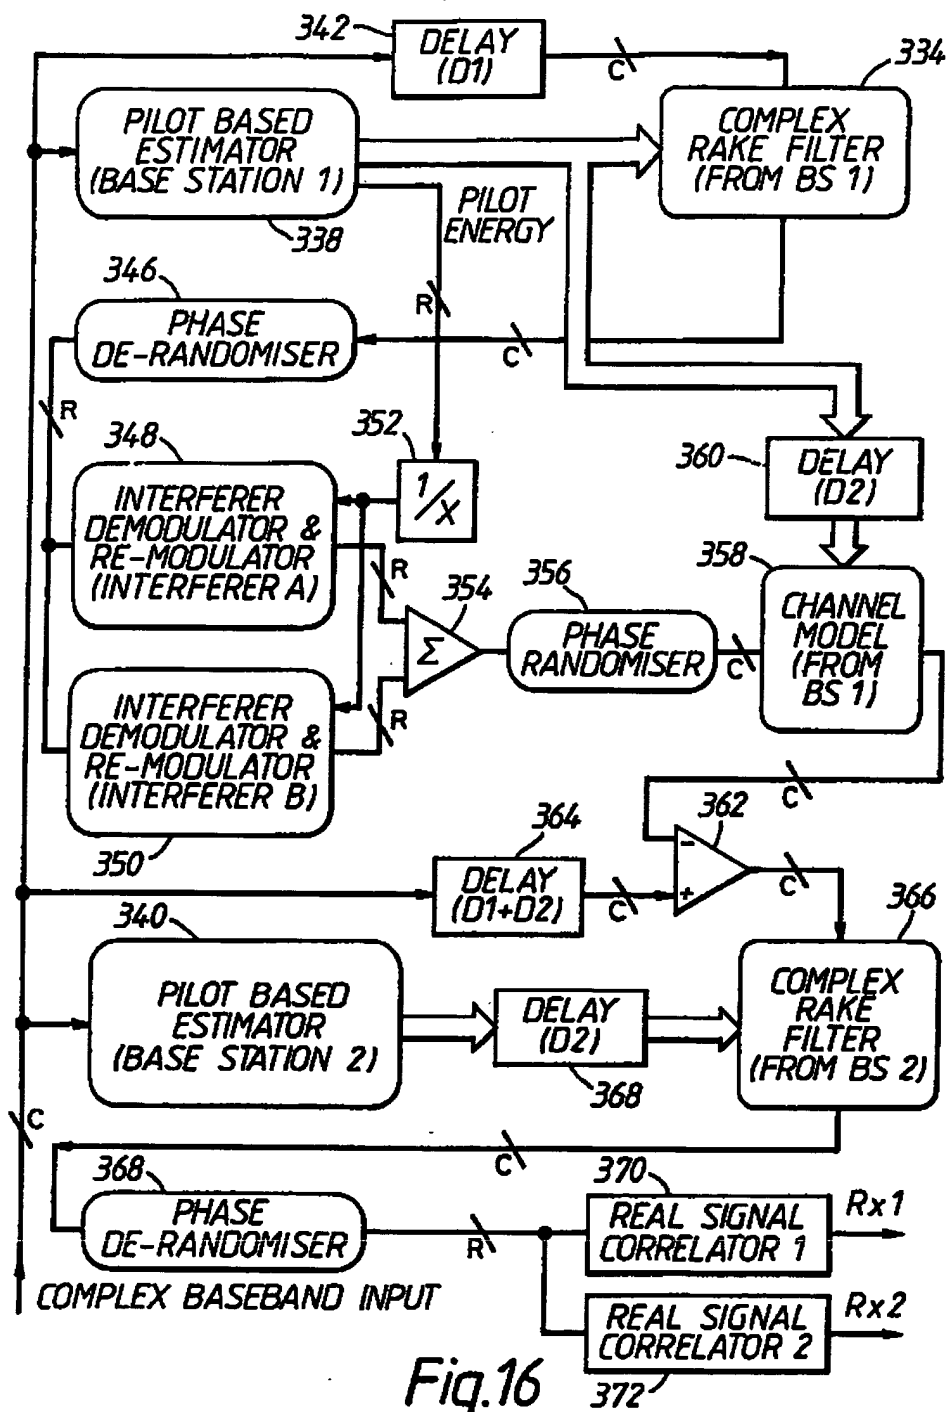 342
DELAY
(D1)
C
334
PILOT BASED
ESTIMATOR
(BASE STATION 1)
338
COMPLEX
RAKE FILTER
(FROM BS 1)
PILOT
ENERGY
346
R
C
PHASE
DE-RANDOMISER
R
348
352
1/X
360
DELAY
(D2)
INTERFERER
DEMODULATOR &
RE-MODULATOR
(INTERFERER A)
R
354
Σ
356
PHASE
RANDOMISER
C
358
CHANNEL
MODEL
(FROM
BS 1)
INTERFERER
DEMODULATOR &
RE-MODULATOR
(INTERFERER B)
R
350
C
362
-
+
364
DELAY
(D1+D2)
C
C
366
340
PILOT BASED
ESTIMATOR
(BASE STATION 2)
DELAY
(D2)
368
COMPLEX
RAKE
FILTER
(FROM BS 2)
C
C
368
PHASE
DE-RANDOMISER
R
370
REAL SIGNAL
CORRELATOR 1
Rx1
COMPLEX BASEBAND INPUT
REAL SIGNAL
CORRELATOR 2
Rx2
372
Fig.16